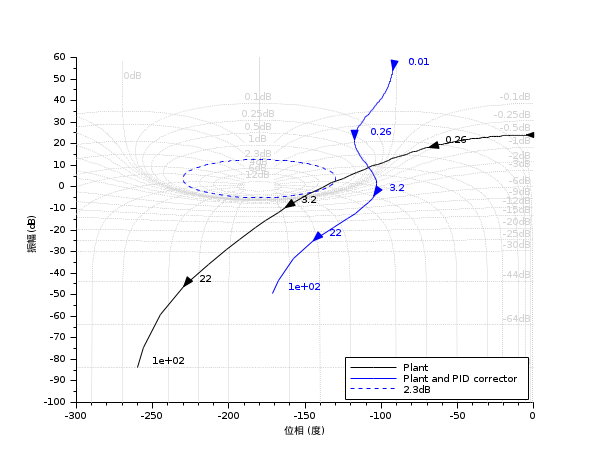 60
50
40
30
20
10
0
-10
-20
-30
-40
-50
-60
-70
-80
-90
-100
振幅 (dB)
-300
-250
-200
-150
-100
-50
0
位相 (度)
0dB
0.1dB
0.25dB
0.5dB
1dB
2.3dB
12dB
-0.1dB
-0.25dB
-0.5dB
-1dB
-2dB
-3dB
-6dB
-9dB
-12dB
-15dB
-20dB
-25dB
-30dB
-44dB
-64dB
0.01
0.26
0.26
3.2
3.2
22
22
1e+02
1e+02
Plant
Plant and PID corrector
2.3dB